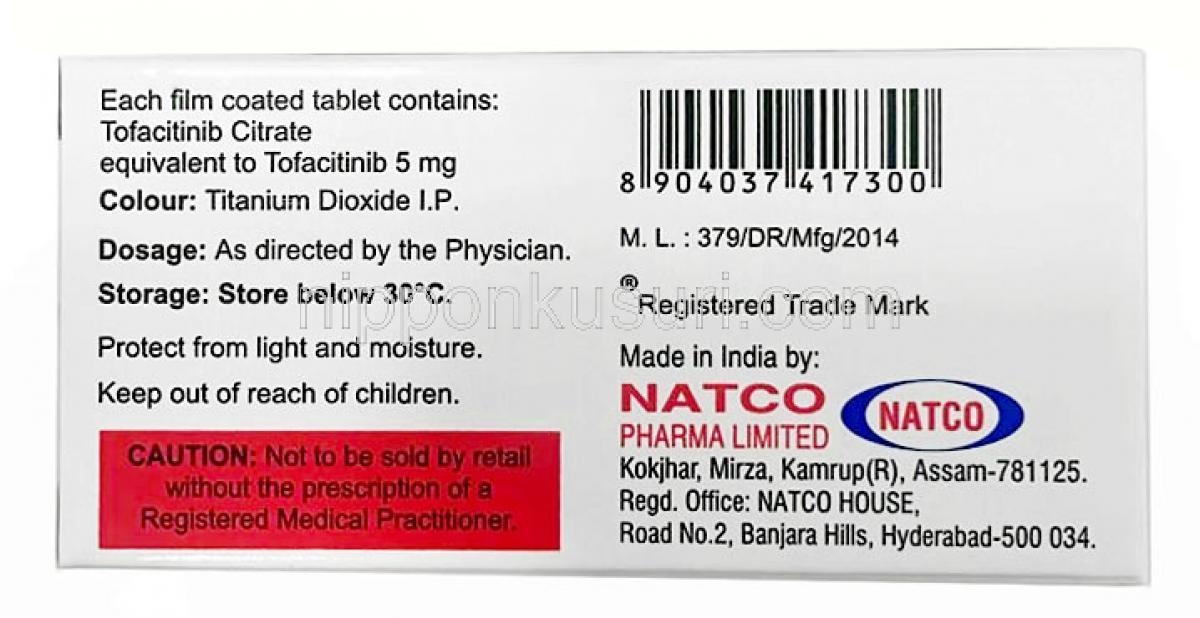 Each film coated tablet contains:
Tofacitinib Citrate
equivalent to Tofacitinib 5 mg
Colour: Titanium Dioxide I.P.
Dosage: As directed by the Physician.
Storage: Store below 30°C.
Protect from light and moisture.
Keep out of reach of children.
CAUTION: Not to be sold by retail
without the prescription of a
Registered Medical Practitioner.
8 904037 417300
M. L. : 379/DR/Mfg/2014
® Registered Trade Mark
Made in India by:
NATCO
PHARMA LIMITED
NATCO
Kokjhar, Mirza, Kamrup(R), Assam-781125.
Regd. Office: NATCO HOUSE,
Road No.2, Banjara Hills, Hyderabad-500 034.
nipponkusuri.com